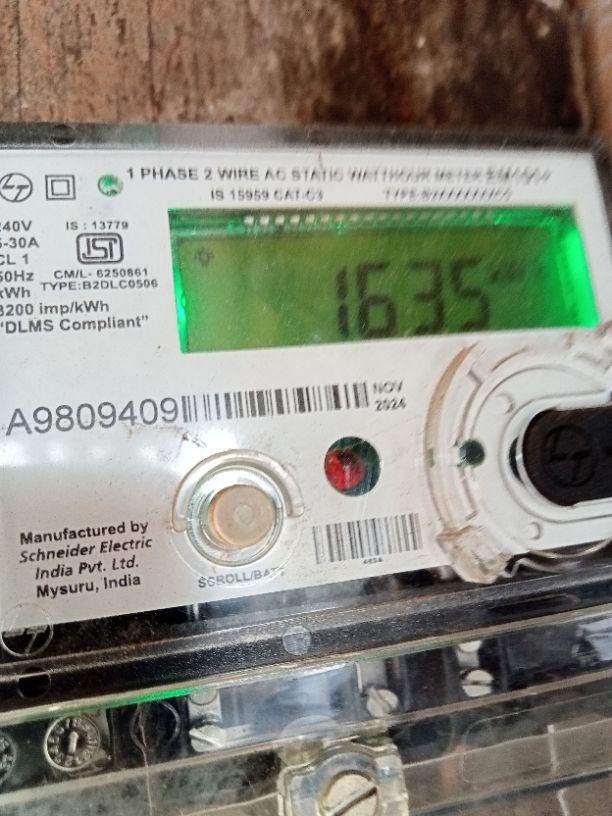 1 PHASE 2 WIRE AC STATIC WATTHOUR METER
IS 15959 CAT-C3
LT
240V
5-30A
CL 1
50Hz
kWh
3200 imp/kWh
"DLMS Compliant"
IS : 13779
ISI
CM/L- 6250861
TYPE:B2DLC0506
1635
A9809409
NOV
2024
Manufactured by
Schneider Electric
India Pvt. Ltd.
Mysuru, India
SCROLL/BATT